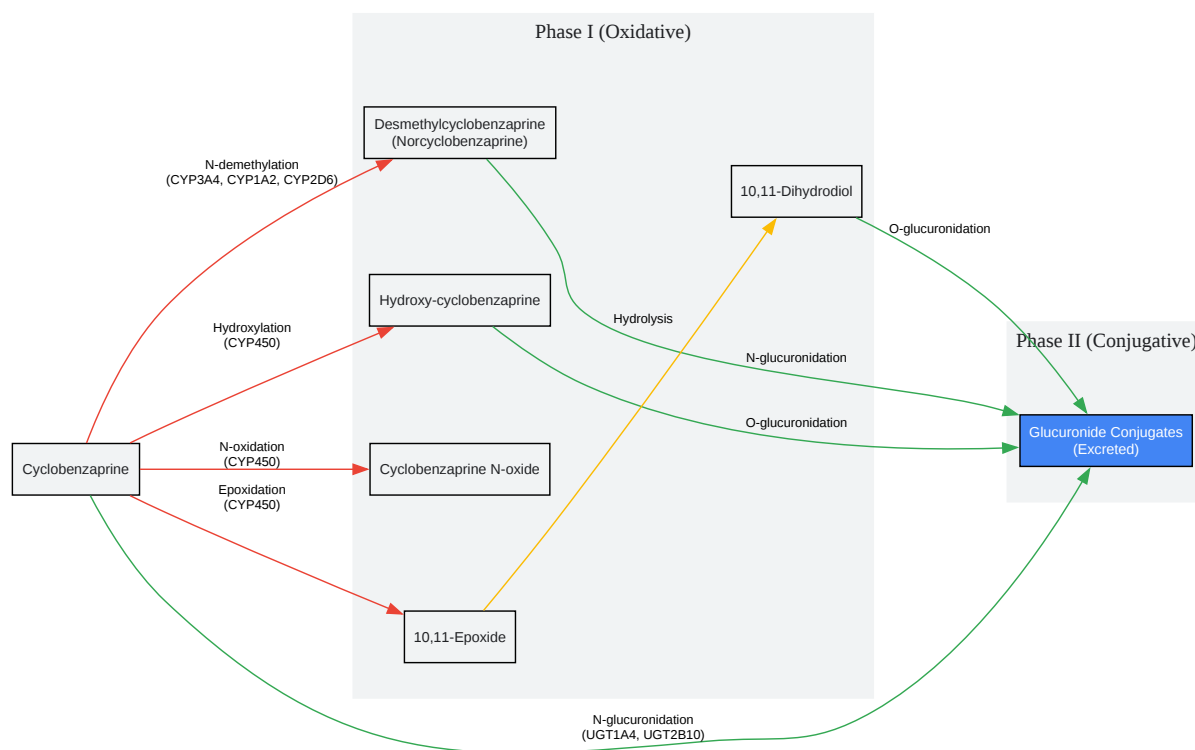 Phase I (Oxidative)
Desmethylcyclobenzaprine
(Norcyclobenzaprine)
N-demethylation
(CYP3A4, CYP1A2, CYP2D6)
10,11-Dihydrodiol
O-glucuronidation
Hydroxy-cyclobenzaprine
Hydroxylation
(CYP450)
Hydrolysis
Phase II (Conjugative)
N-glucuronidation
O-glucuronidation
Glucuronide Conjugates
(Excreted)
Cyclobenzaprine
N-oxidation
(CYP450)
Cyclobenzaprine N-oxide
Epoxidation
(CYP450)
10,11-Epoxide
N-glucuronidation
(UGT1A4, UGT2B10)